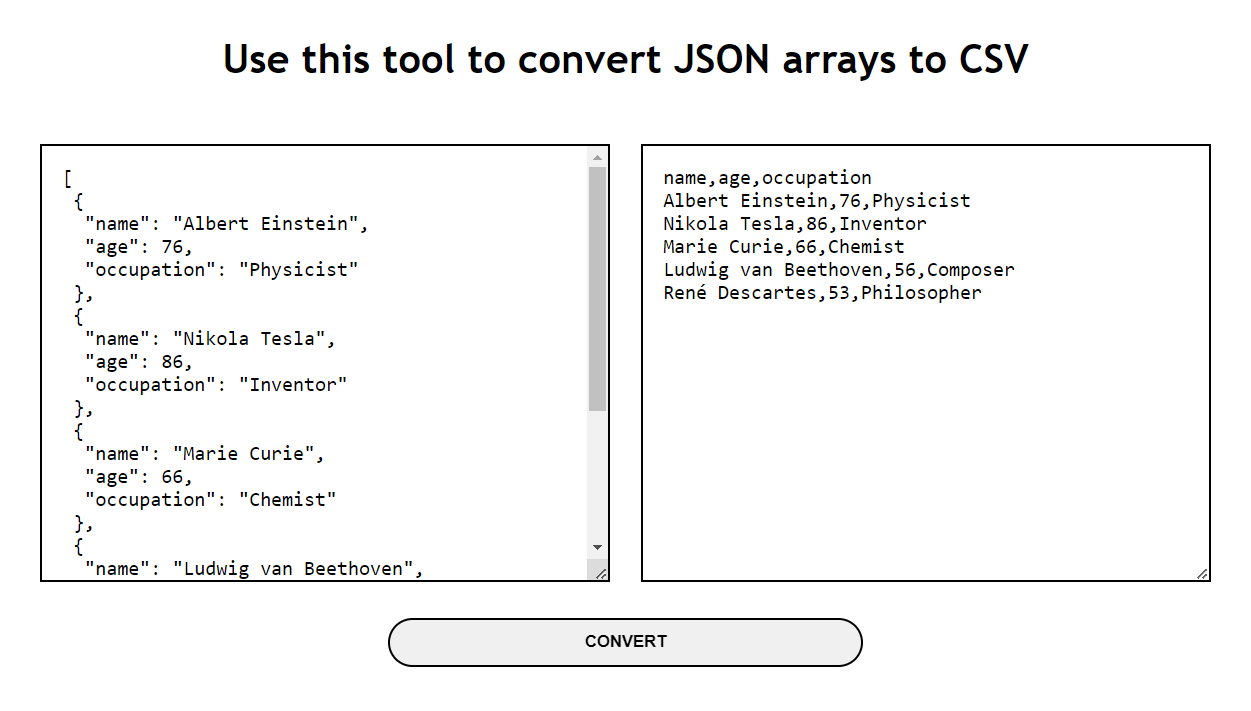 Use this tool to convert JSON arrays to CSV
[
{
"name": "Albert Einstein",
"age": 76,
"occupation": "Physicist"
},
{
"name": "Nikola Tesla",
"age": 86,
"occupation": "Inventor"
},
{
"name": "Marie Curie",
"age": 66,
"occupation": "Chemist"
},
{
"name": "Ludwig van Beethoven",
name,age,occupation
Albert Einstein,76,Physicist
Nikola Tesla,86,Inventor
Marie Curie,66,Chemist
Ludwig van Beethoven,56,Composer
René Descartes,53,Philosopher
CONVERT